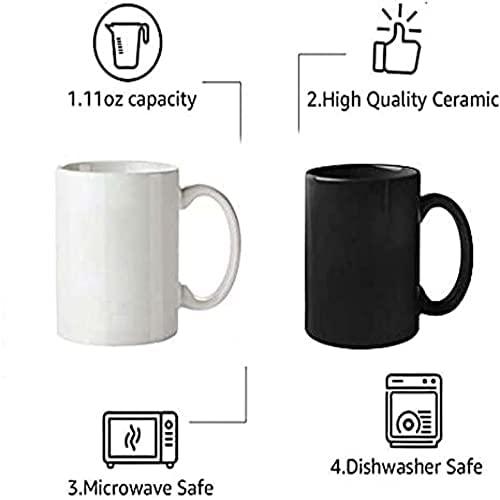 1.11oz capacity
2.High Quality Ceramic
3.Microwave Safe
4.Dishwasher Safe